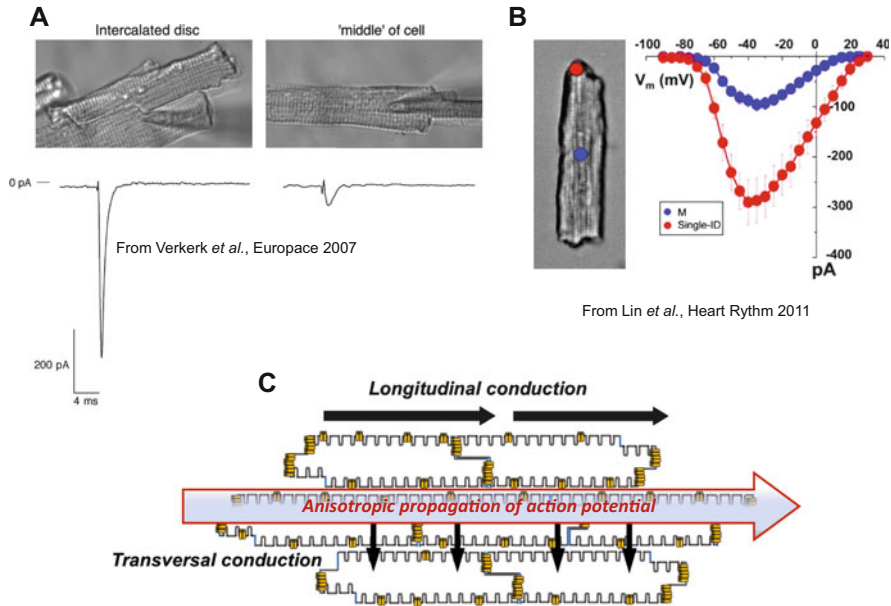 A
Intercalated disc
'middle' of cell
0 pA
From Verkerk et al., Europace 2007
200 pA
4 ms
B
-100 -80 -60 -40 -20 0 20 40
Vm (mV)
-100
-200
-300
-400
pA
M
Single-ID
From Lin et al., Heart Rythm 2011
C
Longitudinal conduction
Anisotropic propagation of action potential
Transversal conduction